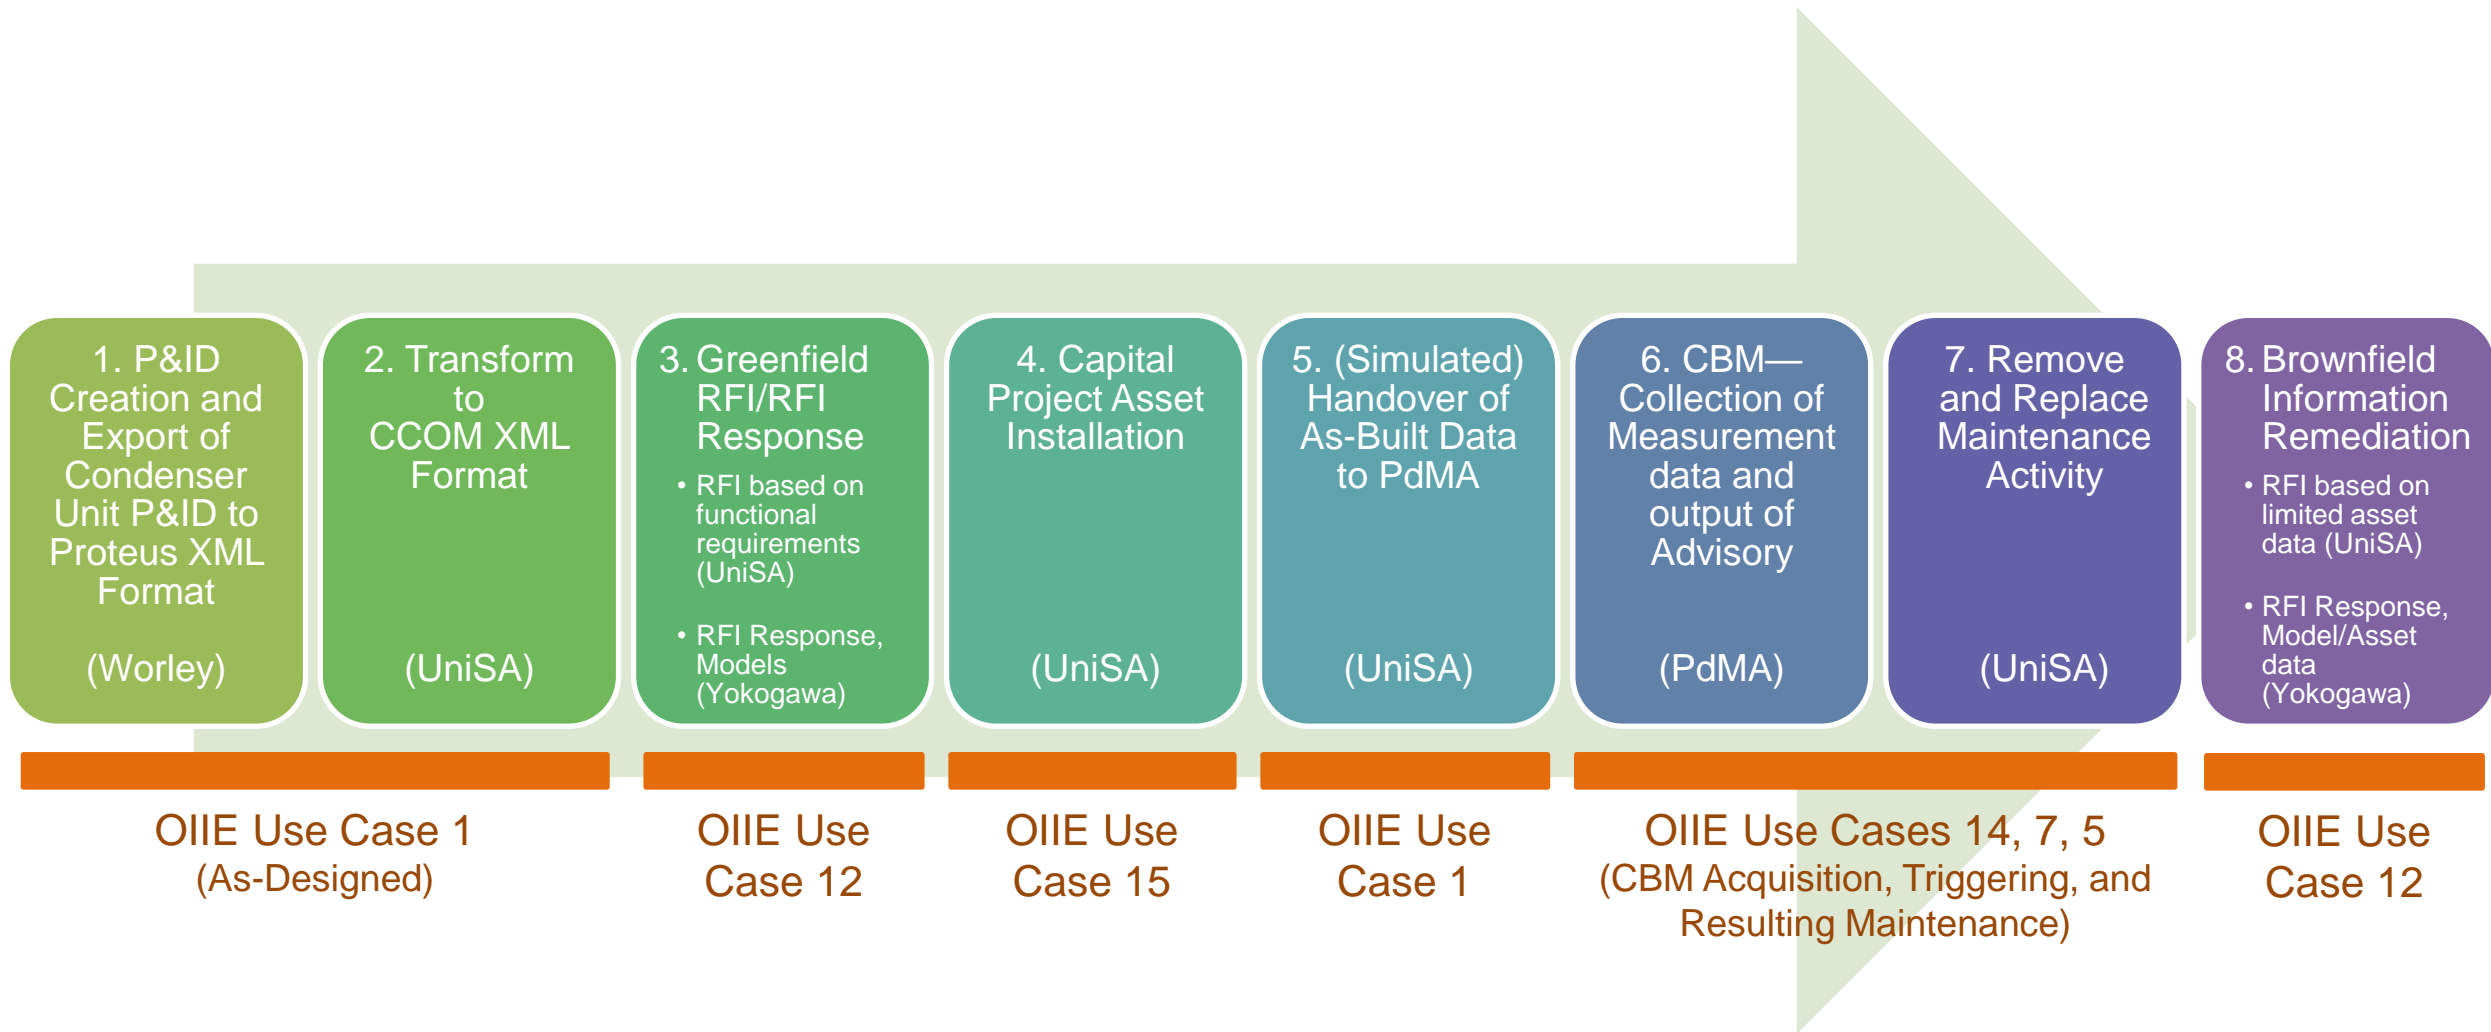 1. P&ID
Creation and
Export of
Condenser
Unit P&ID to
Proteus XML
Format
(Worley)
2. Transform
to
CCOM XML
Format
(UniSA)
3. Greenfield
RFI/RFI
Response
• RFI based on
functional
requirements
(UniSA)
• RFI Response,
Models
(Yokogawa)
4. Capital
Project Asset
Installation
(UniSA)
5. (Simulated)
Handover of
As-Built Data
to PdMA
(UniSA)
6. CBM—
Collection of
Measurement
data and
output of
Advisory
(PdMA)
7. Remove
and Replace
Maintenance
Activity
(UniSA)
8. Brownfield
Information
Remediation
• RFI based on
limited asset
data (UniSA)
• RFI Response,
Model/Asset
data
(Yokogawa)
OIIE Use Case 1
(As-Designed)
OIIE Use
Case 12
OIIE Use
Case 15
OIIE Use
Case 1
OIIE Use Cases 14, 7, 5
(CBM Acquisition, Triggering, and
Resulting Maintenance)
OIIE Use
Case 12